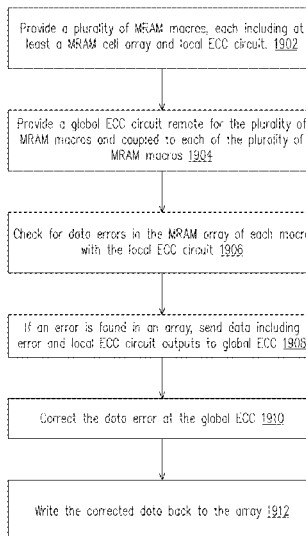 Provide a plurality of MRAM macros, each including at
least a MRAM cell array and local ECC circuit. 1902
Provide a global ECC circuit remote for the plurality of
MRAM macros and coupled to each of the plurality of
MRAM macros 1904
Check for data errors in the MRAM array of each macro
with the local ECC circuit 1906
If an error is found in an array, send data including
error and local ECC circuit outputs to global ECC 1908
Correct the data error at the global ECC 1910
Write the corrected data back to the array 1912